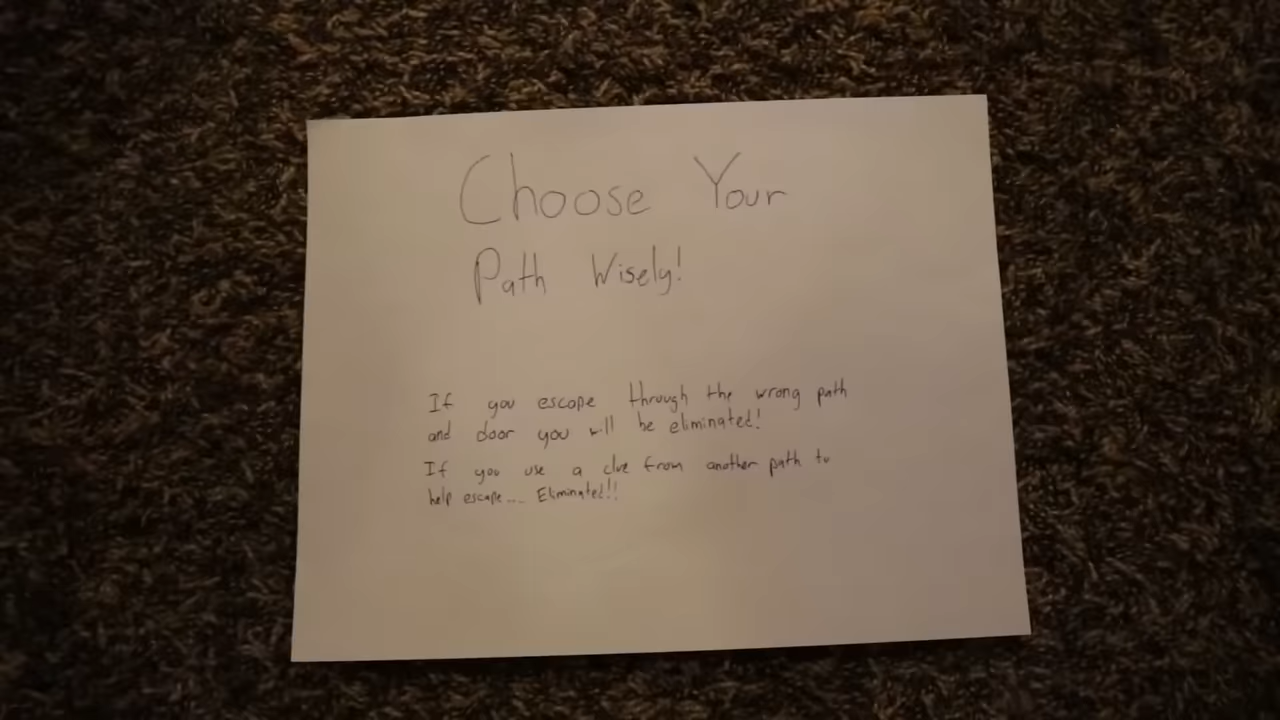 Choose Your
Path Wisely!
If you escape through the wrong path
and door you will be eliminated!
If you use a clue from another path to
help escape.... Eliminated!!